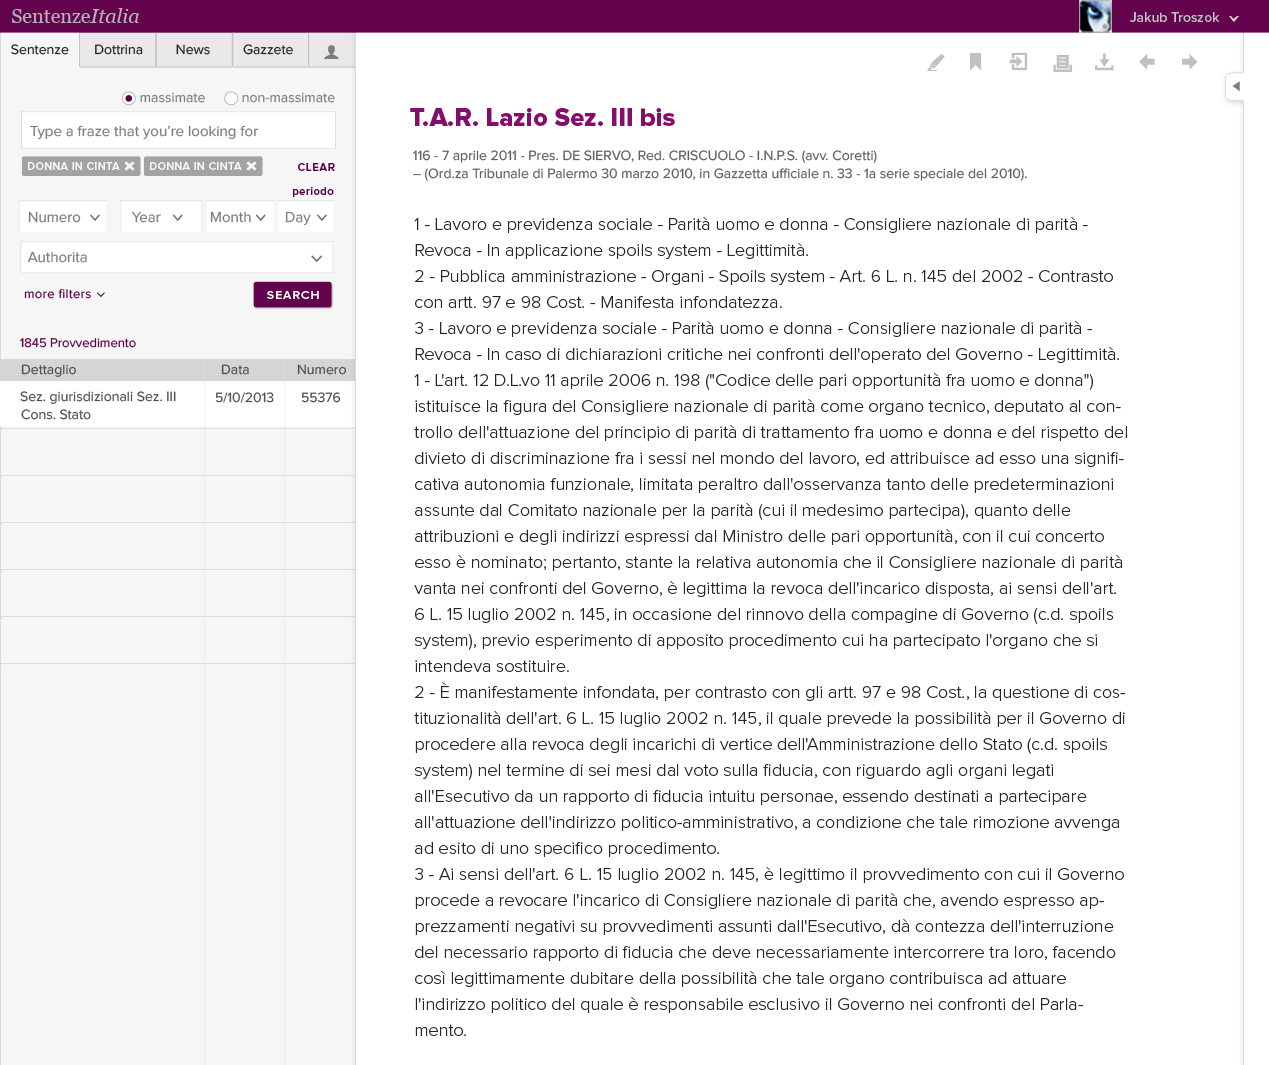 SentenzeItalia
Jakub Troszok
Sentenze
Dottrina
News
Gazzete
massimate
non-massimate
Type a fraze that you're looking for
DONNA IN CINTA
DONNA IN CINTA
CLEAR
periodo
Numero
Year
Month
Day
Authorita
more filters
SEARCH
1845 Provvedimento
Dettaglio
Data
Numero
Sez. giurisdizionali Sez. III
Cons. Stato
5/10/2013
55376
T.A.R. Lazio Sez. III bis
116 - 7 aprile 2011 - Pres. DE SIERVO, Red. CRISCUOLO - I.N.P.S. (avv. Coretti)
– (Ord.za Tribunale di Palermo 30 marzo 2010, in Gazzetta ufficiale n. 33 - 1a serie speciale del 2010).
1 - Lavoro e previdenza sociale - Parità uomo e donna - Consigliere nazionale di parità -
Revoca - In applicazione spoils system - Legittimità.
2 - Pubblica amministrazione - Organi - Spoils system - Art. 6 L. n. 145 del 2002 - Contrasto
con artt. 97 e 98 Cost. - Manifesta infondatezza.
3 - Lavoro e previdenza sociale - Parità uomo e donna - Consigliere nazionale di parità -
Revoca - In caso di dichiarazioni critiche nei confronti dell'operato del Governo - Legittimità.
1 - L'art. 12 D.L.vo 11 aprile 2006 n. 198 ("Codice delle pari opportunità fra uomo e donna")
istituisce la figura del Consigliere nazionale di parità come organo tecnico, deputato al con-
trollo dell'attuazione del principio di parità di trattamento fra uomo e donna e del rispetto del
divieto di discriminazione fra i sessi nel mondo del lavoro, ed attribuisce ad esso una signifi-
cativa autonomia funzionale, limitata peraltro dall'osservanza tanto delle predeterminazioni
assunte dal Comitato nazionale per la parità (cui il medesimo partecipa), quanto delle
attribuzioni e degli indirizzi espressi dal Ministro delle pari opportunità, con il cui concerto
esso è nominato; pertanto, stante la relativa autonomia che il Consigliere nazionale di parità
vanta nei confronti del Governo, è legittima la revoca dell'incarico disposta, ai sensi dell'art.
6 L. 15 luglio 2002 n. 145, in occasione del rinnovo della compagine di Governo (c.d. spoils
system), previo esperimento di apposito procedimento cui ha partecipato l'organo che si
intendeva sostituire.
2 - È manifestamente infondata, per contrasto con gli artt. 97 e 98 Cost., la questione di cos-
tituzionalità dell'art. 6 L. 15 luglio 2002 n. 145, il quale prevede la possibilità per il Governo di
procedere alla revoca degli incarichi di vertice dell'Amministrazione dello Stato (c.d. spoils
system) nel termine di sei mesi dal voto sulla fiducia, con riguardo agli organi legati
all'Esecutivo da un rapporto di fiducia intuitu personae, essendo destinati a partecipare
all'attuazione dell'indirizzo politico-amministrativo, a condizione che tale rimozione avvenga
ad esito di uno specifico procedimento.
3 - Ai sensi dell'art. 6 L. 15 luglio 2002 n. 145, è legittimo il provvedimento con cui il Governo
procede a revocare l'incarico di Consigliere nazionale di parità che, avendo espresso ap-
prezzamenti negativi su provvedimenti assunti dall'Esecutivo, dà contezza dell'interruzione
del necessario rapporto di fiducia che deve necessariamente intercorrere tra loro, facendo
così legittimamente dubitare della possibilità che tale organo contribuisca ad attuare
l'indirizzo politico del quale è responsabile esclusivo il Governo nei confronti del Parla-
mento.